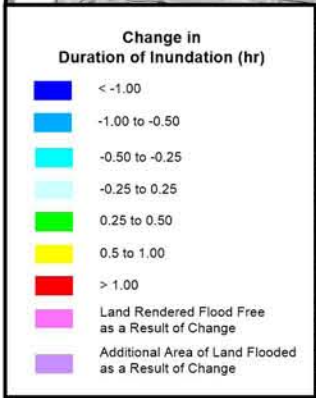 Change in
Duration of Inundation (hr)
< -1.00
-1.00 to -0.50
-0.50 to -0.25
-0.25 to 0.25
0.25 to 0.50
0.5 to 1.00
> 1.00
Land Rendered Flood Free
as a Result of Change
Additional Area of Land Flooded
as a Result of Change